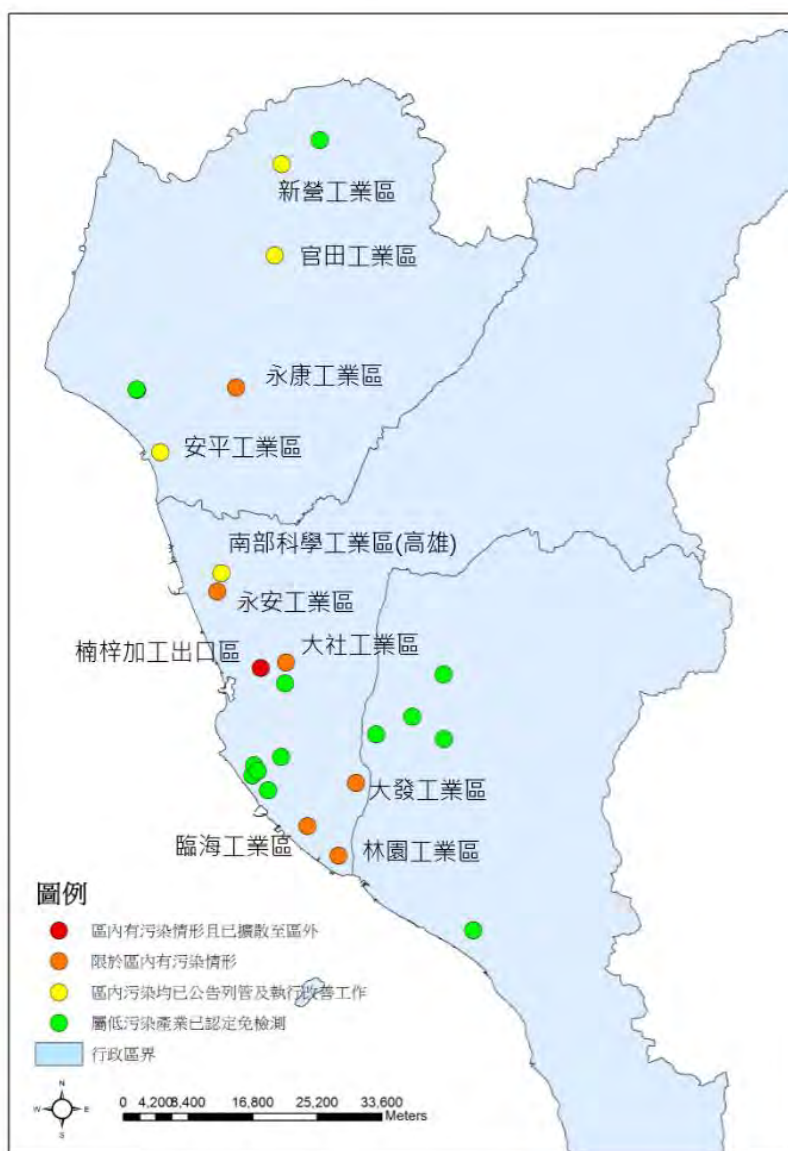 新營工業區
官田工業區
永康工業區
安平工業區
南部科學工業區(高雄)
永安工業區
大社工業區
楠梓加工出口區
大發工業區
臨海工業區
林園工業區
圖例
區內有污染情形且已擴散至區外
限於區內有污染情形
區內污染均已公告列管及執行改善工作
屬低污染產業已認定免檢測
行政區界
N
W E
S
0 4,200 8,400 16,800 25,200 33,600
Meters